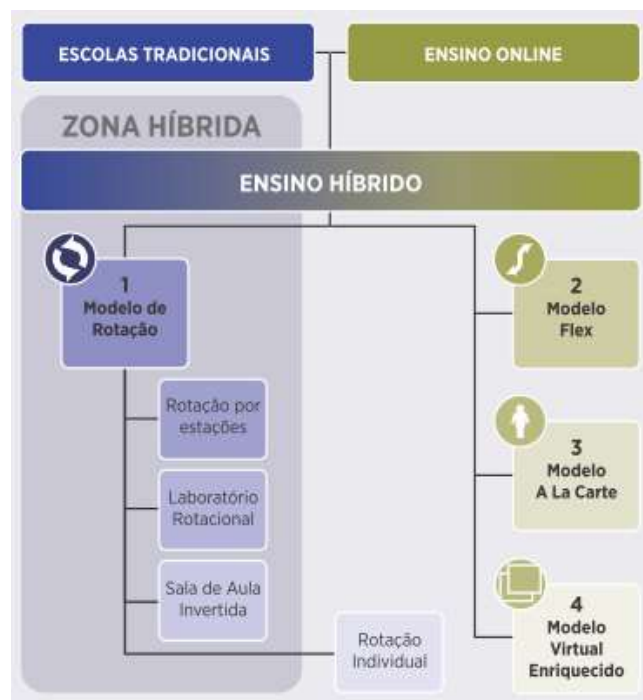 ESCOLAS TRADICIONAIS
ENSINO ONLINE
ZONA HÍBRIDA
ENSINO HÍBRIDO
1
Modelo de
Rotação
Rotação por
estações
Laboratório
Rotacional
Sala de Aula
Invertida
Rotação
Individual
2
Modelo
Flex
3
Modelo
A La Carte
4
Modelo
Virtual
Enriquecido